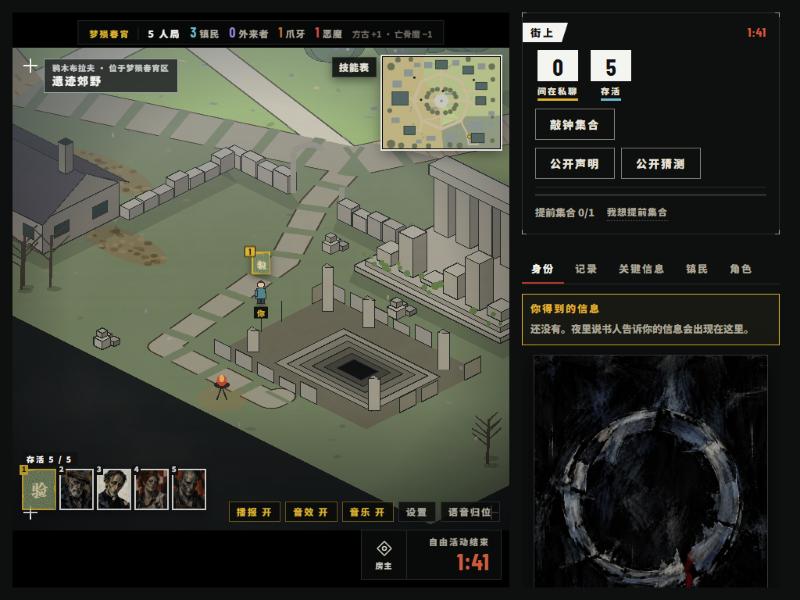 梦殒春宵 5 人局 3 镇民 0 外来者 1 爪牙 1 恶魔 方古 +1 · 亡骨魔 -1
鸦木布拉夫 · 位于梦殒春宵区
遗迹郊野
技能表
1
验
你
存活 5 / 5
1 2 3 4 5
验
播报 开 音效 开 音乐 开 设置 语音归位
房主
自由活动结束
1:41
街上 1:41
0 5
间在私聊 存活
敲钟集合
公开声明 公开猜测
提前集合 0/1 我想提前集合
身份 记录 关键信息 镇民 角色
你得到的信息
还没有。夜里说书人告诉你的信息会出现在这里。